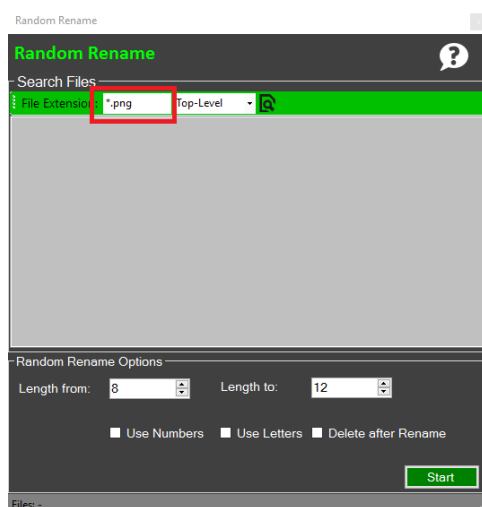 Random Rename
Random Rename
?
Search Files
File Extension: *.png Top-Level
Random Rename Options
Length from: 8 Length to: 12
Use Numbers Use Letters Delete after Rename
Start
Files: -